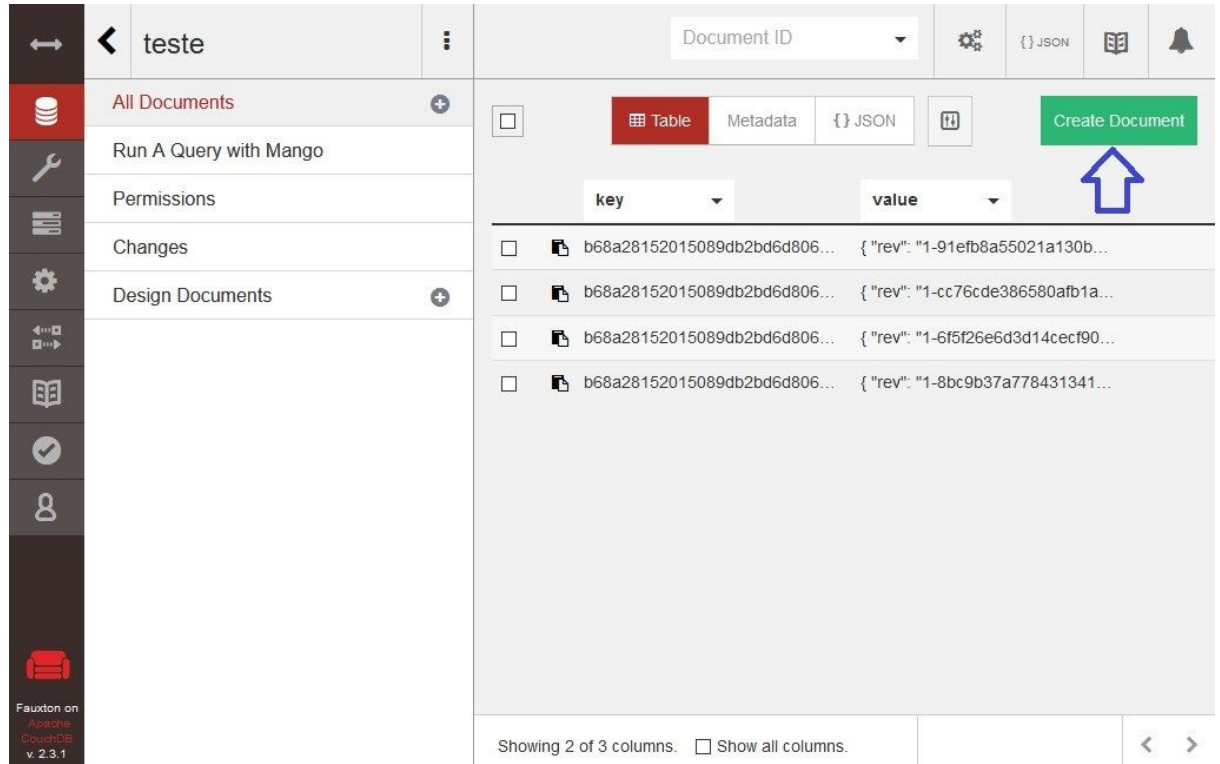 teste
Document ID
{ } JSON
All Documents
Run A Query with Mango
Permissions
Changes
Design Documents
Table
Metadata
{ } JSON
Create Document
key
value
b68a28152015089db2bd6d806... { "rev": "1-91efb8a55021a130b...
b68a28152015089db2bd6d806... { "rev": "1-cc76cde386580afb1a...
b68a28152015089db2bd6d806... { "rev": "1-6f5f26e6d3d14cecf90...
b68a28152015089db2bd6d806... { "rev": "1-8bc9b37a778431341...
Fauxton on
Apache
CouchDB
v. 2.3.1
Showing 2 of 3 columns.
Show all columns.